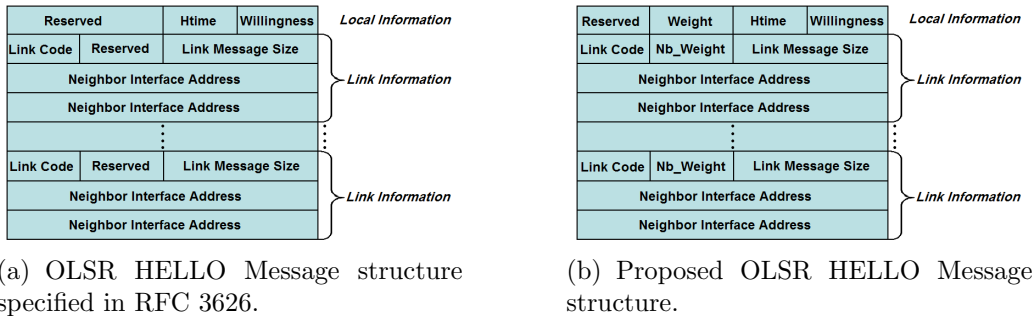 Reserved Htime Willingness Local Information
Link Code Reserved Link Message Size
Neighbor Interface Address Link Information
Neighbor Interface Address
Link Code Reserved Link Message Size
Neighbor Interface Address Link Information
Neighbor Interface Address
(a) OLSR HELLO Message structure
specified in RFC 3626.
Reserved Weight Htime Willingness Local Information
Link Code Nb_Weight Link Message Size
Neighbor Interface Address Link Information
Neighbor Interface Address
Link Code Nb_Weight Link Message Size
Neighbor Interface Address Link Information
Neighbor Interface Address
(b) Proposed OLSR HELLO Message
structure.